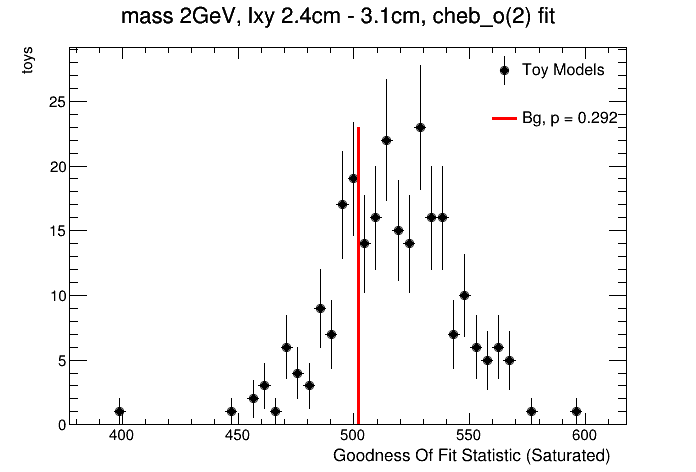 mass 2GeV, lxy 2.4cm - 3.1cm, cheb_o(2) fit
toys
Toy Models
Bg, p = 0.292
25
20
15
10
5
0
400 450 500 550 600
Goodness Of Fit Statistic (Saturated)